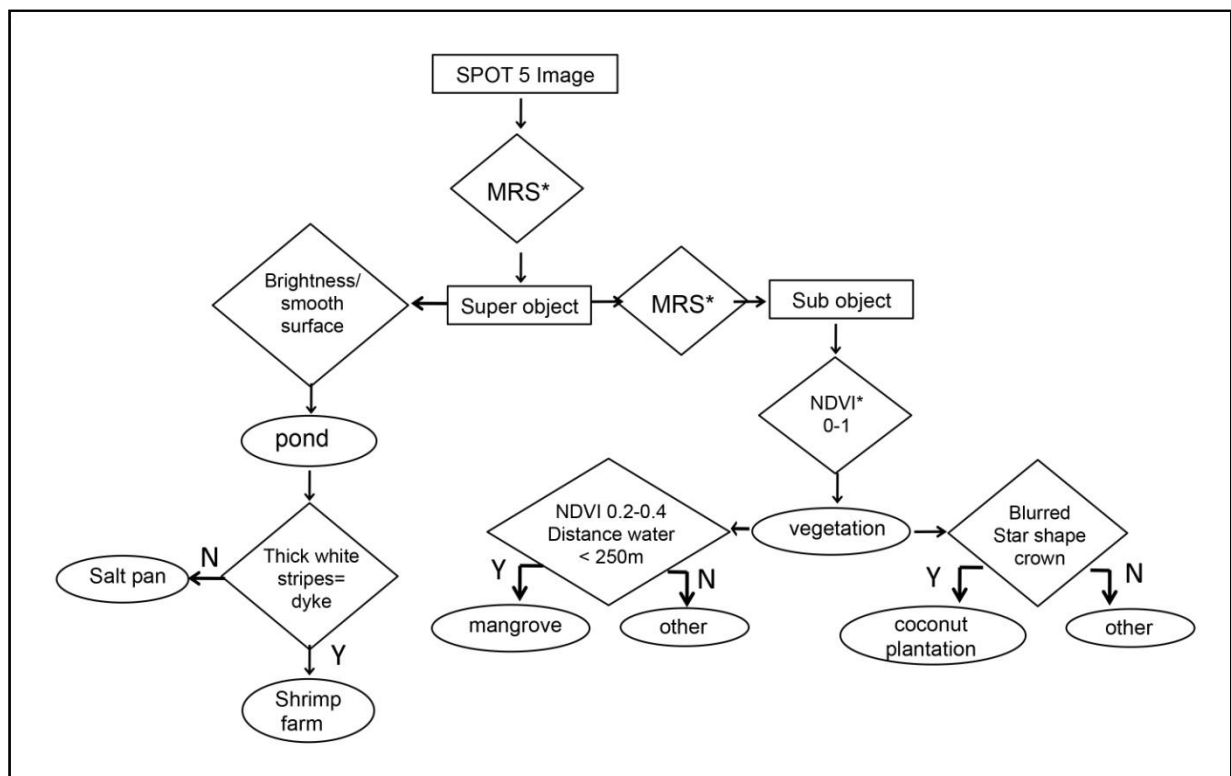 SPOT 5 Image
MRS*
Brightness/
smooth
surface
Super object
MRS*
Sub object
NDVI*
0-1
pond
NDVI 0.2-0.4
Distance water
< 250m
vegetation
Blurred
Star shape
crown
Thick white
stripes=
dyke
N
Salt pan
Y
Shrimp
farm
Y
N
mangrove
other
Y
N
coconut
plantation
other